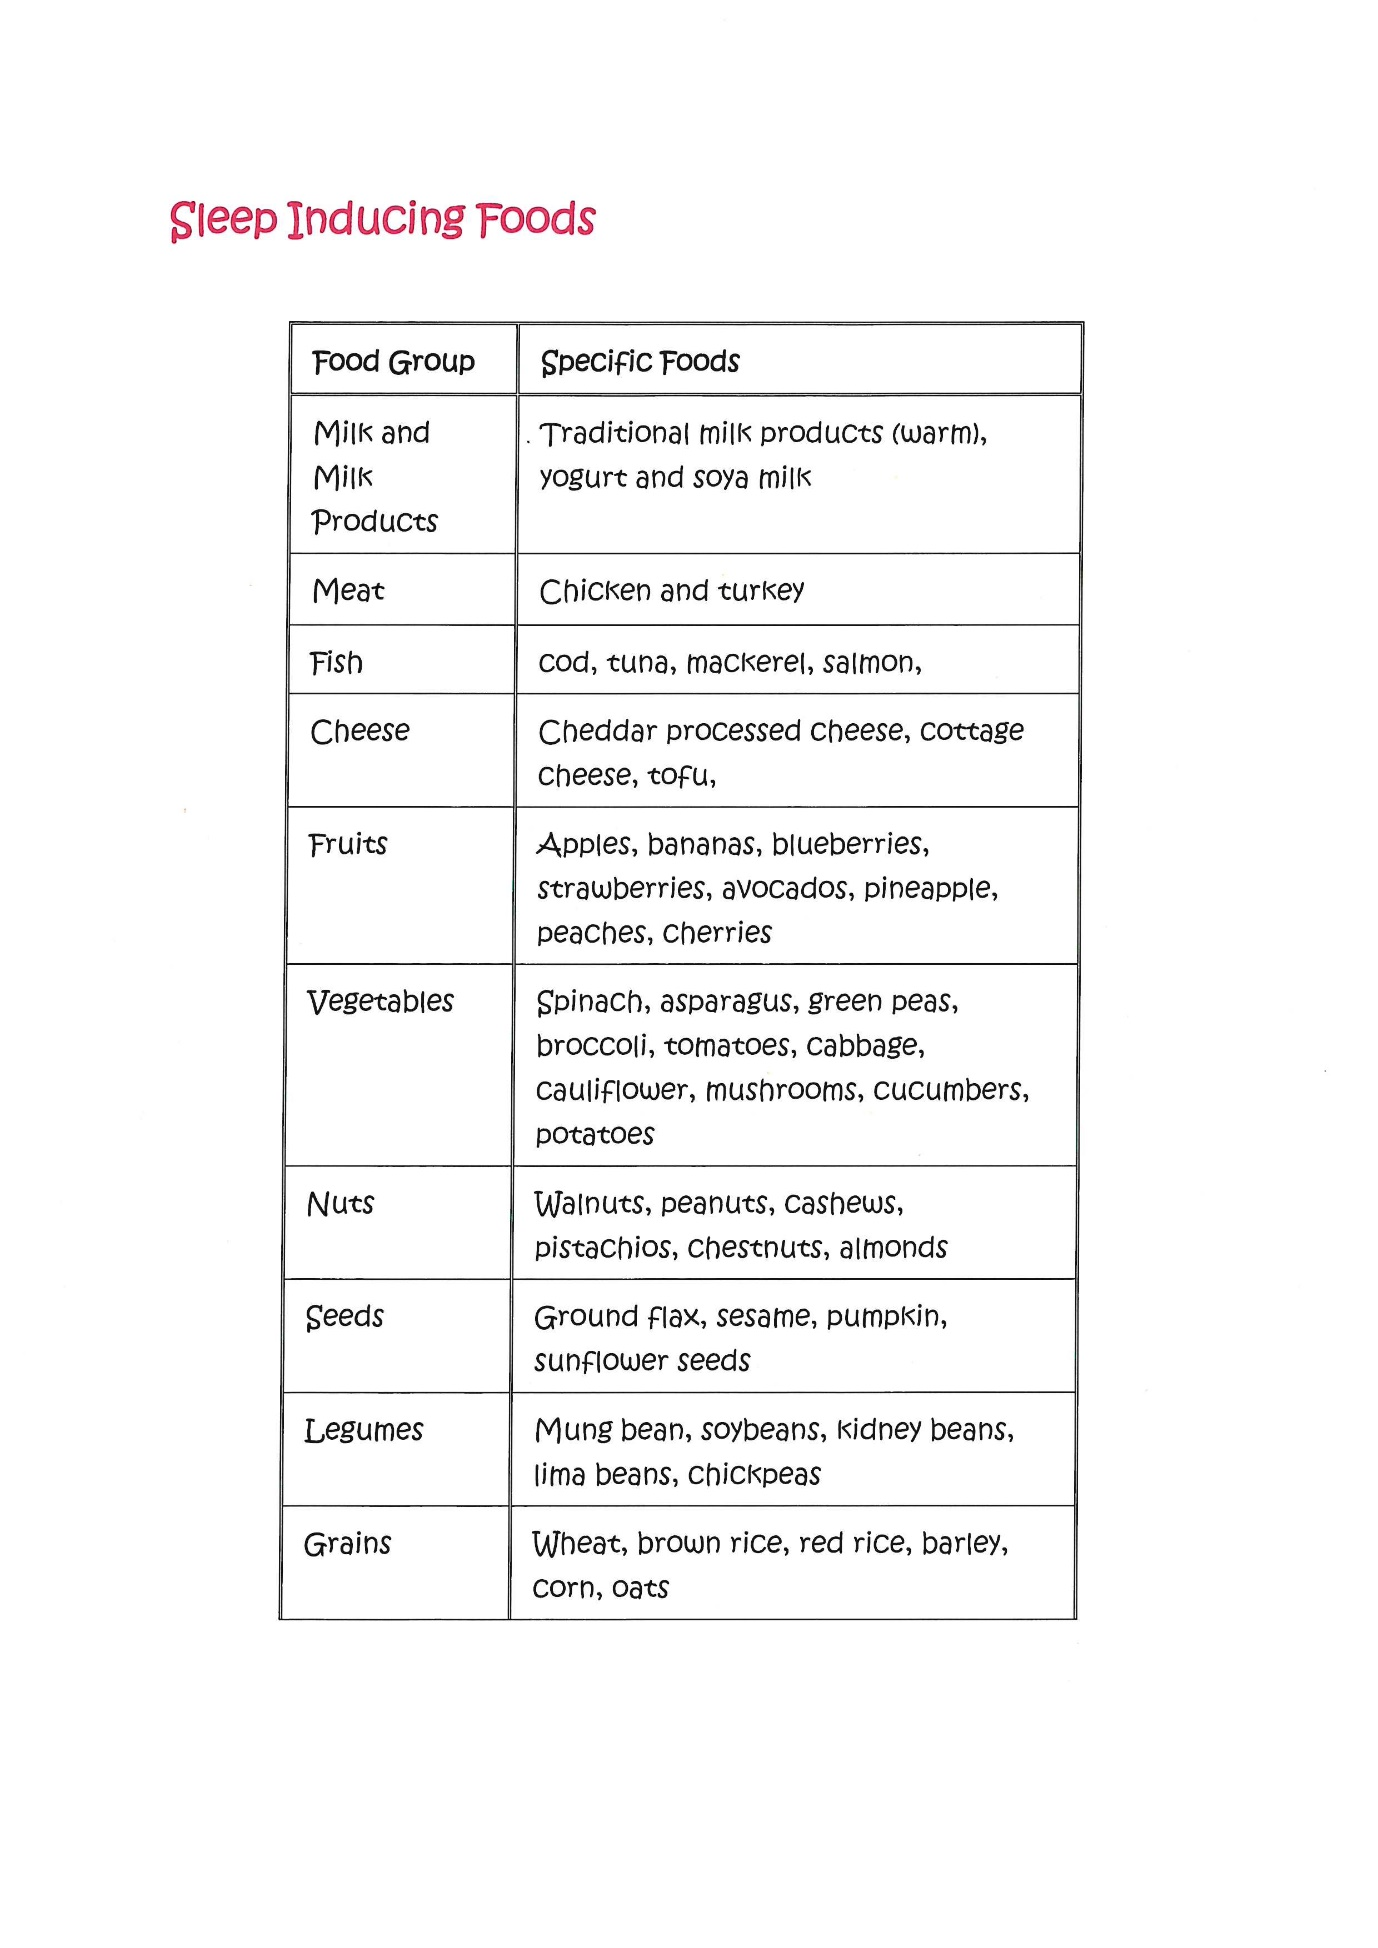 Sleep Inducing Foods
Food Group
Specific Foods
Milk and
Milk
Products
Traditional milk products (warm),
yogurt and soya milk
Meat
Chicken and turkey
Fish
cod, tuna, mackerel, salmon,
Cheese
Cheddar processed cheese, cottage
cheese, tofu,
Fruits
Apples, bananas, blueberries,
strawberries, avocados, pineapple,
peaches, cherries
Vegetables
Spinach, asparagus, green peas,
broccoli, tomatoes, cabbage,
cauliflower, mushrooms, cucumbers,
potatoes
Nuts
Walnuts, peanuts, cashews,
pistachios, chestnuts, almonds
Seeds
Ground flax, sesame, pumpkin,
sunflower seeds
Legumes
Mung bean, soybeans, kidney beans,
lima beans, chickpeas
Grains
Wheat, brown rice, red rice, barley,
corn, oats